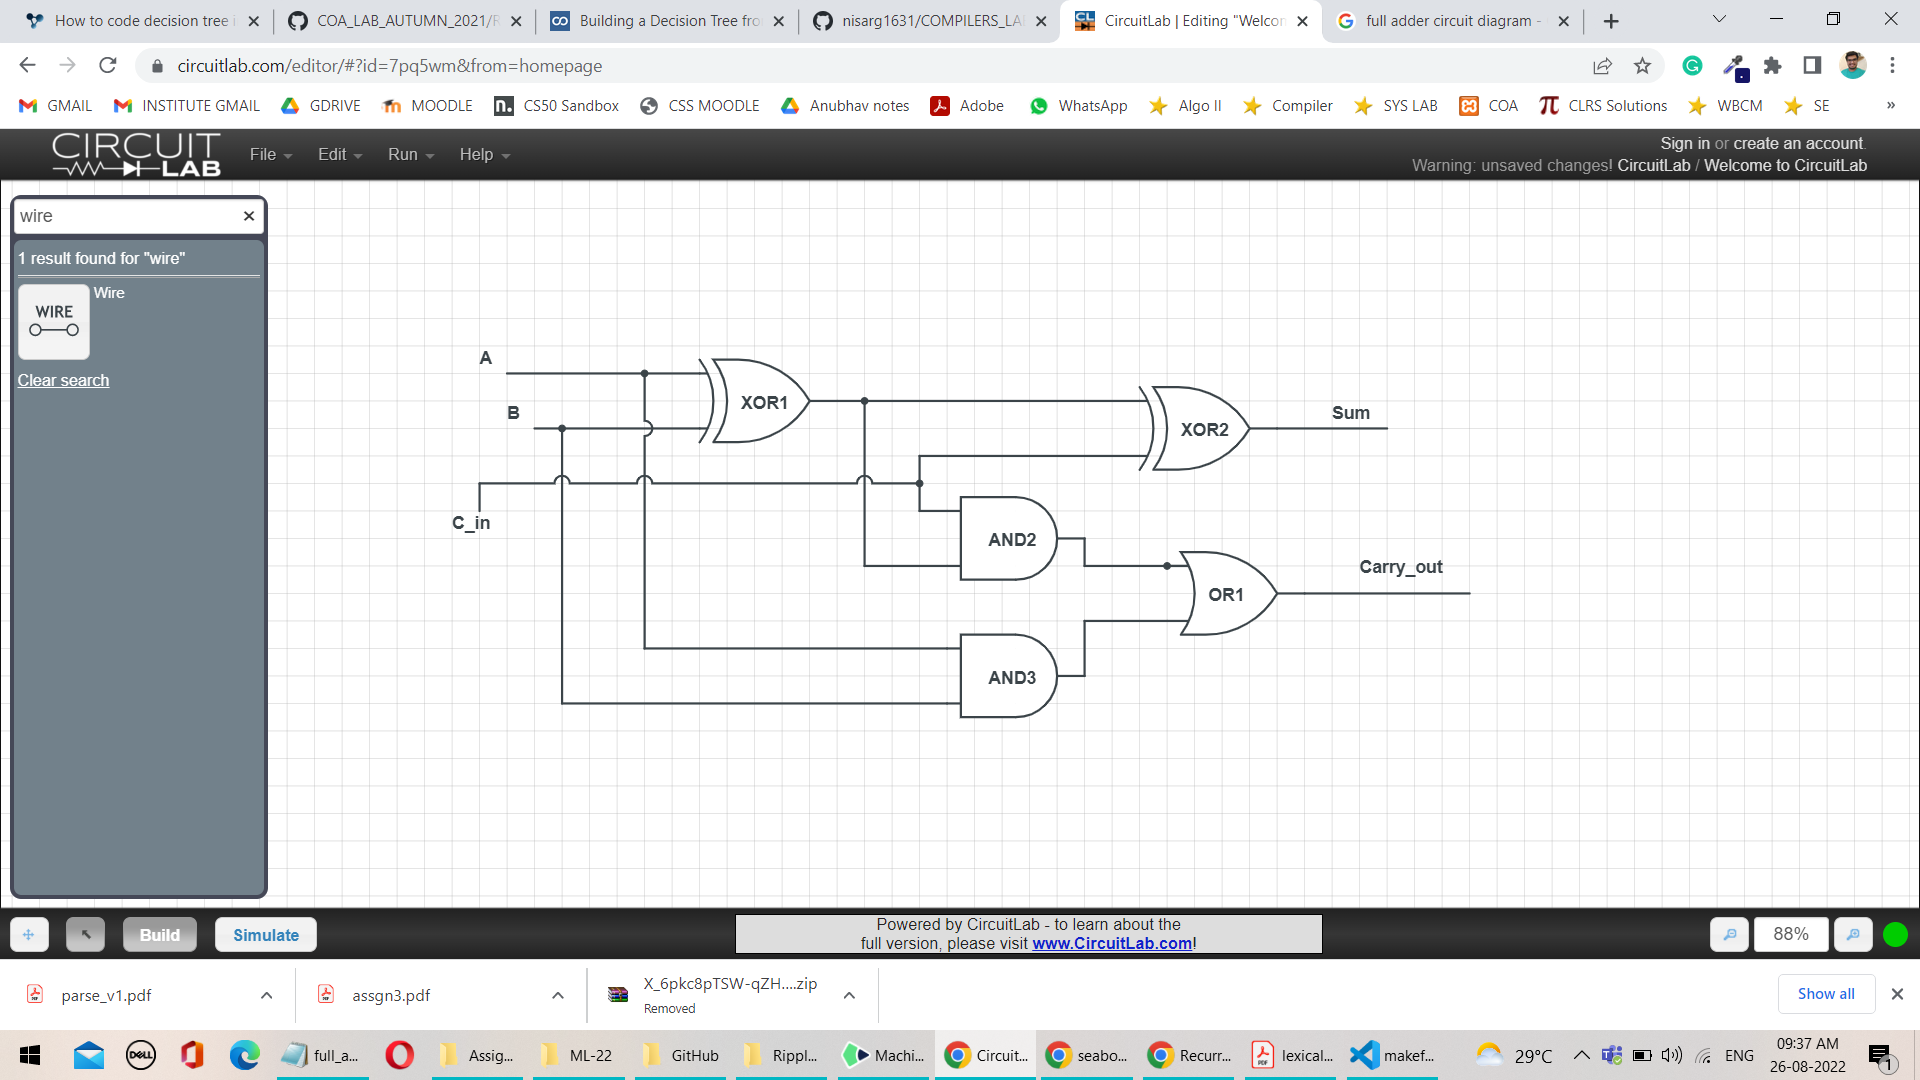 How to code decision tree i
COA_LAB_AUTUMN_2021/R
Building a Decision Tree fro
nisarg1631/COMPILERS_LA
CircuitLab | Editing "Welcon
full adder circuit diagram -
circuitlab.com/editor/#?id=7pq5wm&from=homepage
GMAIL INSTITUTE GMAIL GDRIVE MOODLE CS50 Sandbox CSS MOODLE Anubhav notes Adobe WhatsApp Algo II Compiler SYS LAB COA CLRS Solutions WBCM SE »
CIRCUIT
LAB
File Edit Run Help
Sign in or create an account.
Warning: unsaved changes! CircuitLab / Welcome to CircuitLab
wire
1 result found for "wire"
WIRE
Wire
Clear search
A
B
C_in
XOR1
XOR2
Sum
AND2
OR1
Carry_out
AND3
Build
Simulate
Powered by CircuitLab - to learn about the
full version, please visit www.CircuitLab.com!
88%
parse_v1.pdf
assgn3.pdf
X_6pkc8pTSW-qZH....zip
Removed
Show all
DELL
full_a...
Assig...
ML-22
GitHub
Rippl...
Machi...
Circuit...
seabo...
Recurr...
lexical...
makef...
29°C
ENG
09:37 AM
26-08-2022
1